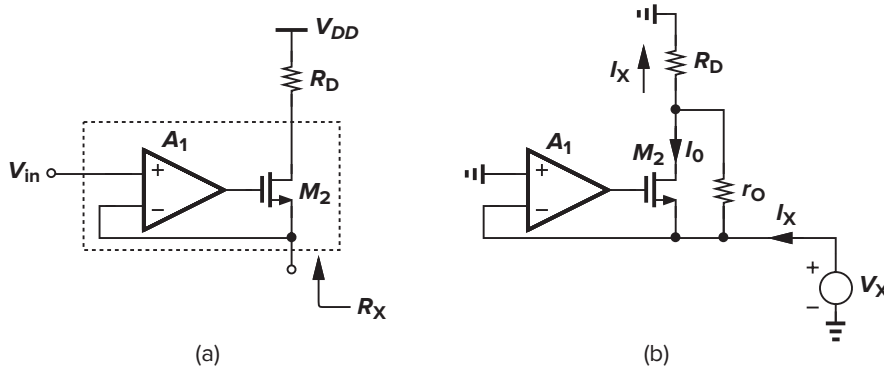 V_DD
R_D
A_1
V_in
+
−
M_2
R_X
(a)
I_X
R_D
A_1
M_2
I_0
+
−
r_O
I_X
+
−
V_X
(b)